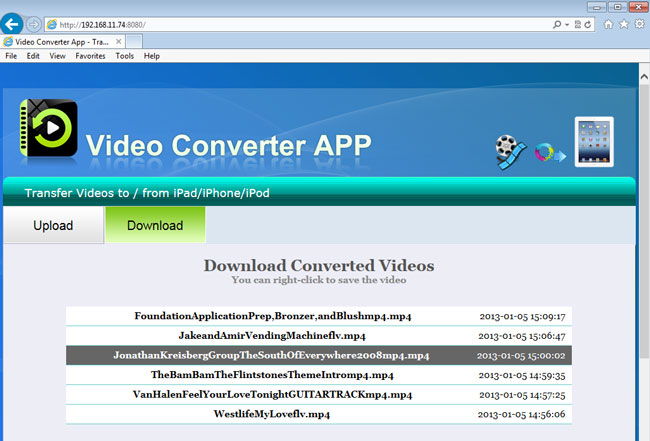 http://192.168.11.74:8080/
Video Converter App - Tra...
File Edit View Favorites Tools Help
Video Converter APP
Transfer Videos to / from iPad/iPhone/iPod
Upload Download
Download Converted Videos
You can right-click to save the video
FoundationApplicationPrep,Bronzer,andBlushmp4.mp4 2013-01-05 15:09:17
JakeandAmirVendingMachineflv.mp4 2013-01-05 15:06:47
JonathanKreisbergGroupTheSouthOfEverywhere2008mp4.mp4 2013-01-05 15:00:02
TheBamBamTheFlintstonesThemeIntromp4.mp4 2013-01-05 14:59:35
VanHalenFeelYourLoveTonightGUITARTRACKmp4.mp4 2013-01-05 14:57:25
WestlifeMyLoveflv.mp4 2013-01-05 14:56:06